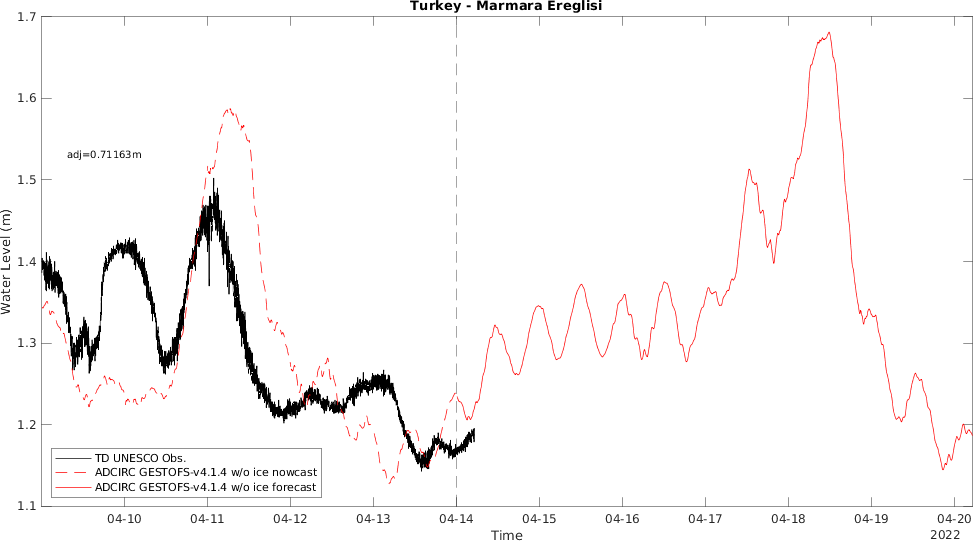 Turkey - Marmara Ereglisi
1.7
1.6
1.5
1.4
1.3
1.2
1.1
Water Level (m)
adj=0.71163m
TD UNESCO Obs.
ADCIRC GESTOFS-v4.1.4 w/o ice nowcast
ADCIRC GESTOFS-v4.1.4 w/o ice forecast
04-10 04-11 04-12 04-13 04-14 04-15 04-16 04-17 04-18 04-19 04-20
2022
Time